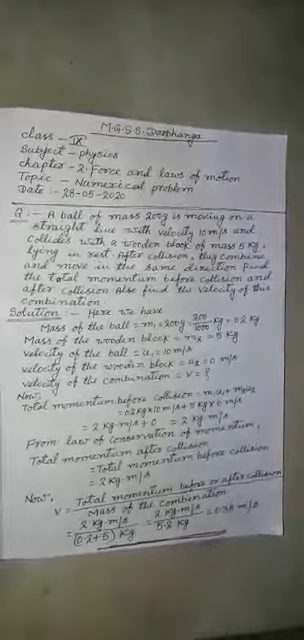 M.G.S.S. Darbhanga
class - IX
Subject - physics
chapter - 2. Force and laws of motion
Topic - Numerical problem
Date :- 28-05-2020
Q:- A ball of mass 200g is moving on a
straight line with velocity 10 m/s and
collides with a wooden block of mass 5 Kg,
lying in rest. After collision, they combine
and move in the same direction Find
the total momentum before collision and
after collision Also find the velocity of this
combination.
Solution :- Here we have
Mass of the ball = m₁ = 200g = 200/1000 Kg = 0.2 Kg.
Mass of the wooden block = m₂ = 5 Kg
velocity of the ball = u₁ = 10 m/s
velocity of the wooden block = u₂ = 0 m/s
velocity of the combination = v = ?
Now,
Total momentum before collision = m₁u₁ + m₂u₂
= 0.2 Kg x 10 m/s + 5 Kg x 0 m/s
= 2 Kg.m/s + 0 = 2 Kg.m/s
From law of conservation of momentum,
Total momentum after collision
= Total momentum before collision
= 2 Kg.m/s
Now,
v = Total momentum before or after collision
Mass of the combination
= 2 Kg.m/s / (0.2+5) Kg = 2 Kg.m/s / 5.2 Kg = 0.38 m/s